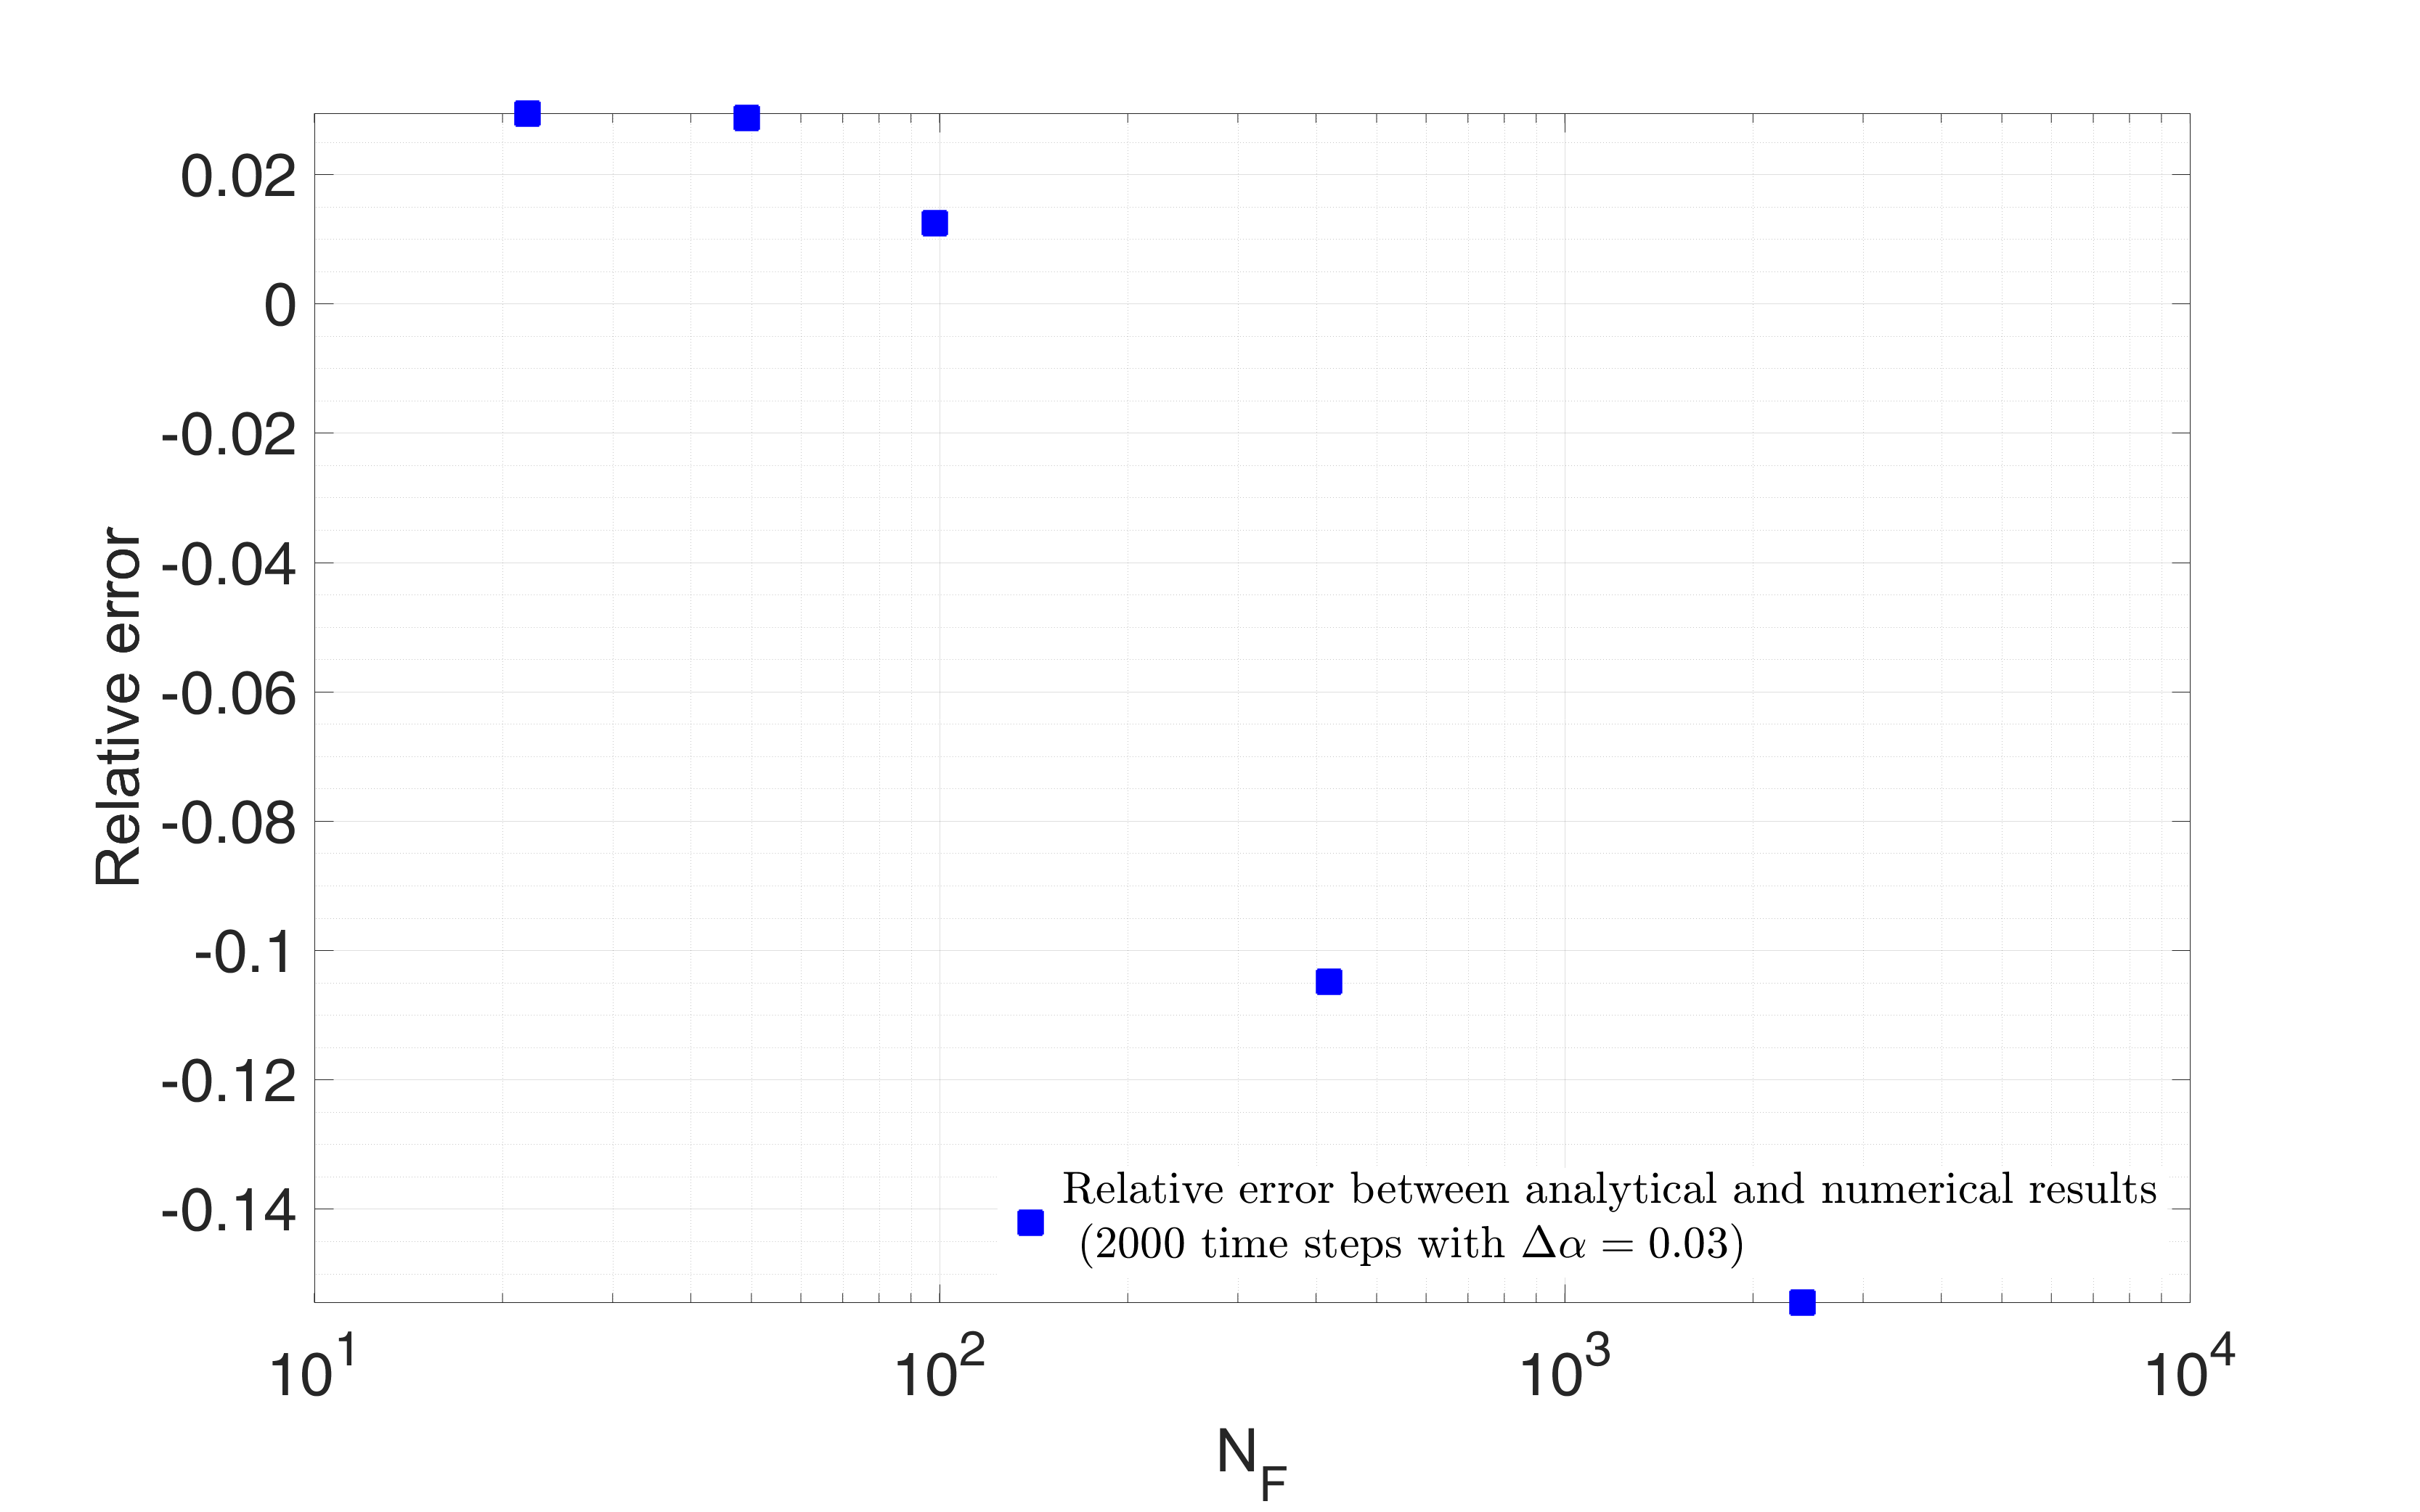 0.02
0
-0.02
-0.04
-0.06
-0.08
-0.1
-0.12
-0.14
Relative error
Relative error between analytical and numerical results
(2000 time steps with Δα = 0.03)
10^1 10^2 10^3 10^4
N_F